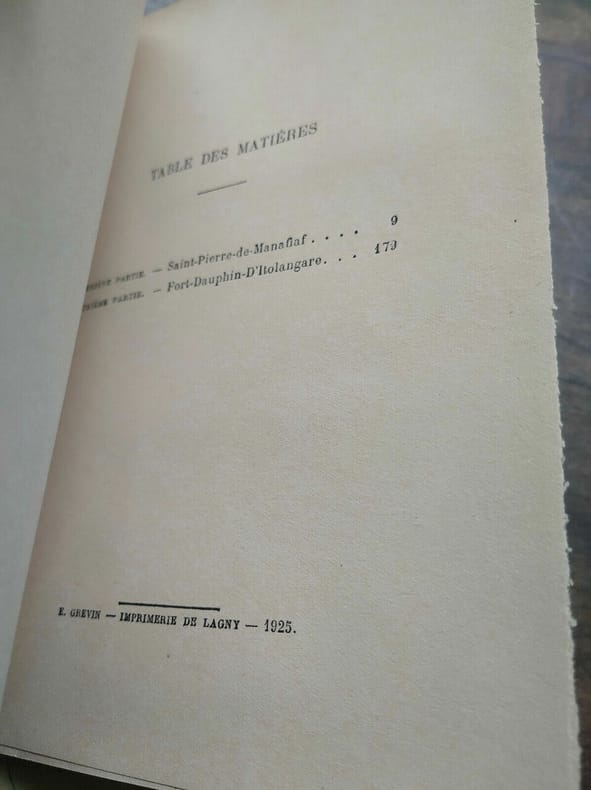 TABLE DES MATIÈRES
PARTIE. — Saint-Pierre-de-Manafiaf . . . . 9
PARTIE. — Fort-Dauphin-D'Itolangare. . . . 179
E. GREVIN — IMPRIMERIE DE LAGNY — 1925.